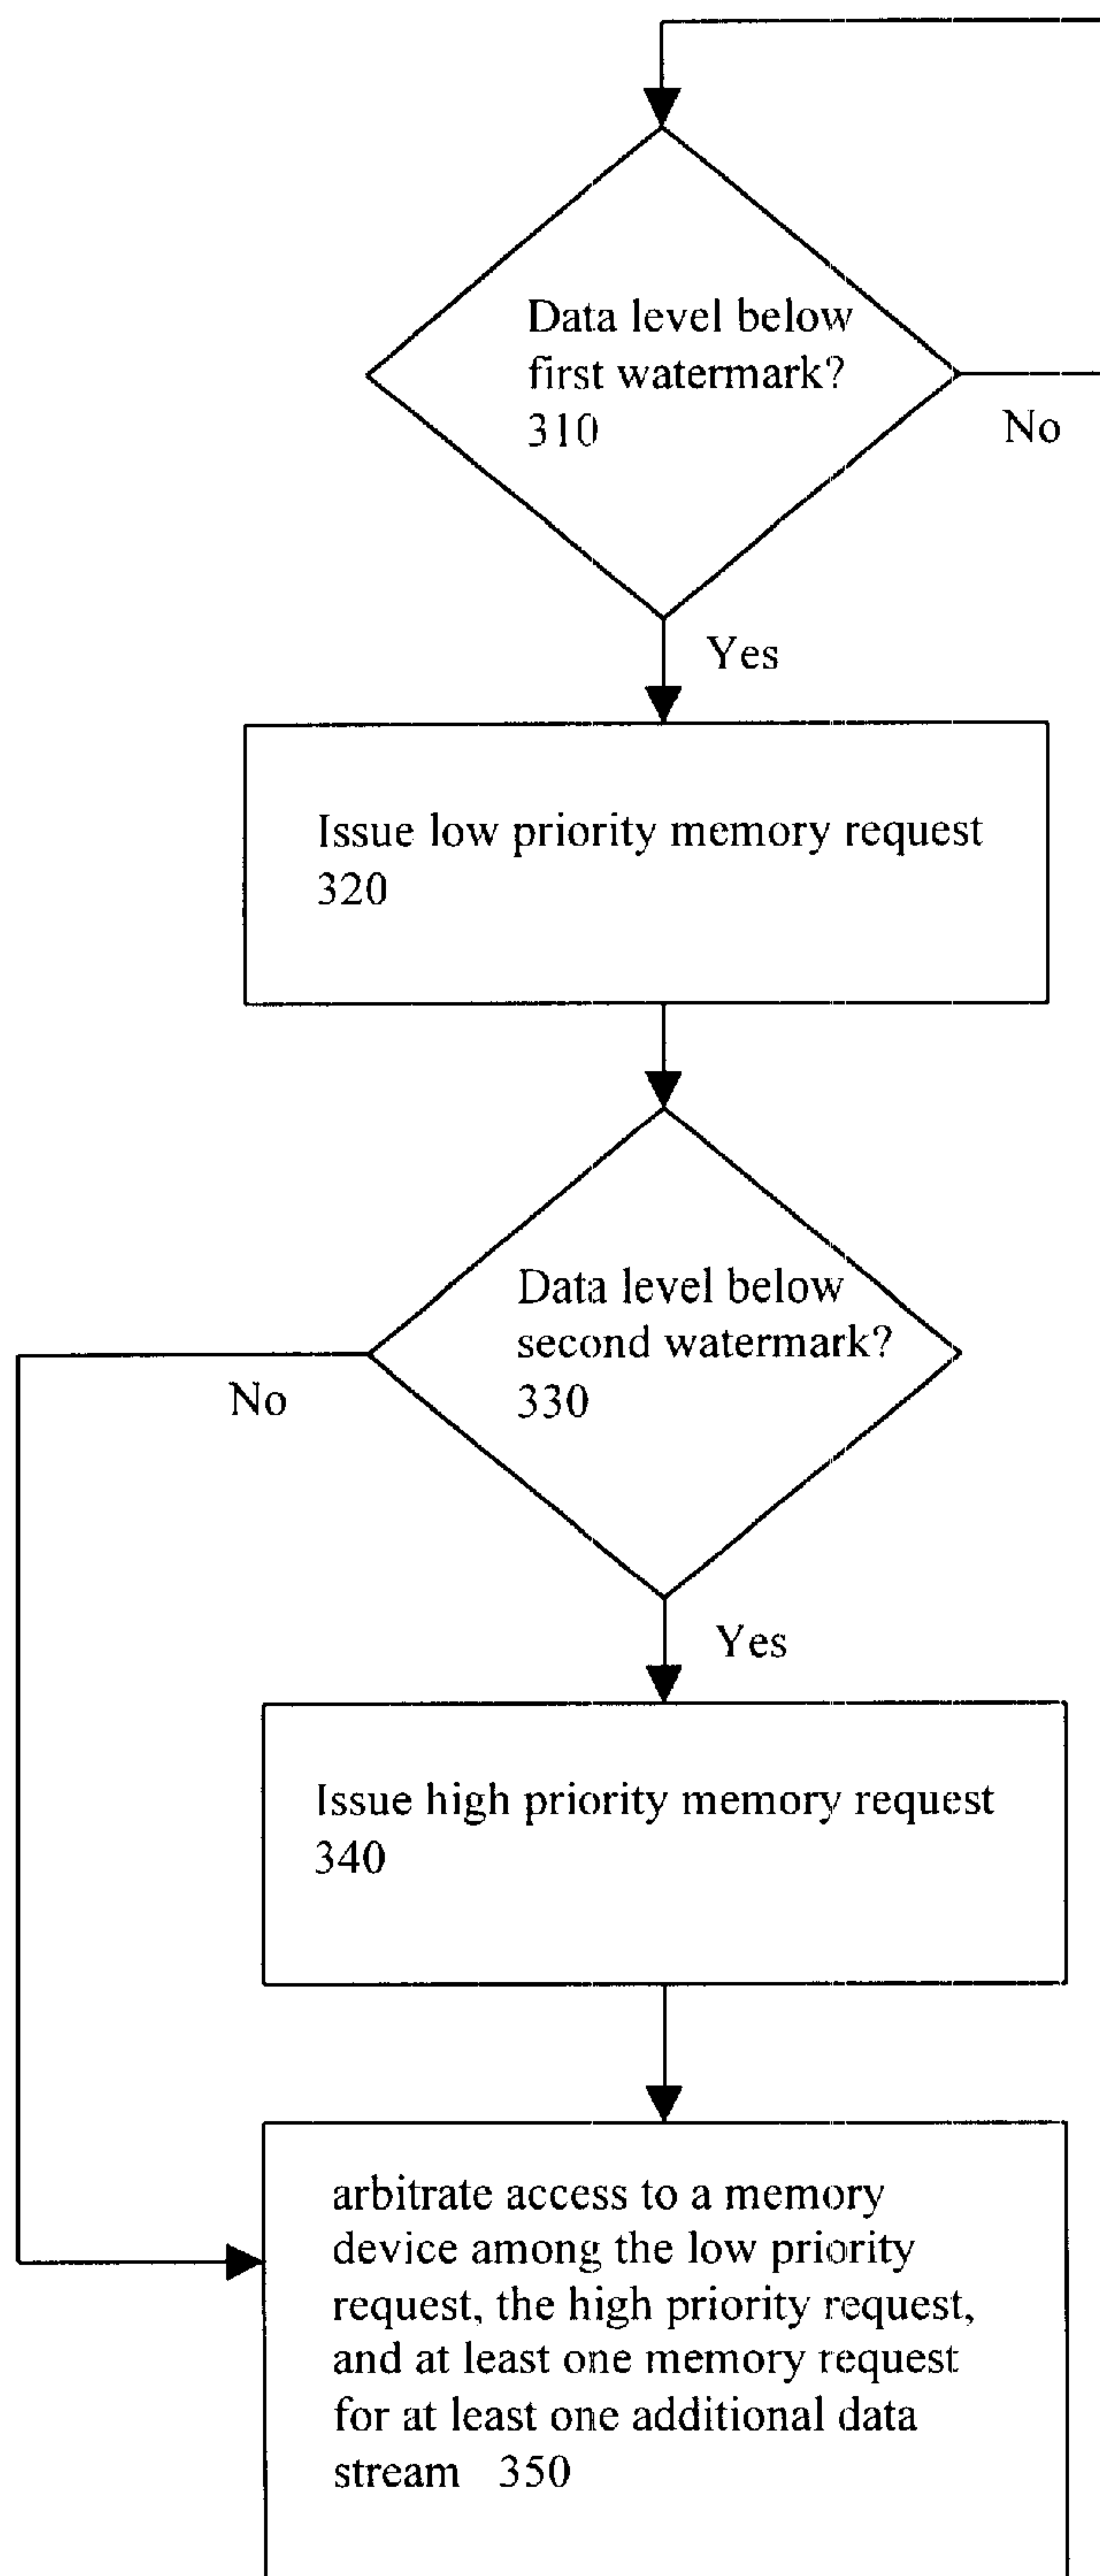 Data level below
first watermark?
310
No
Yes
Issue low priority memory request
320
Data level below
second watermark?
330
No
Yes
Issue high priority memory request
340
arbitrate access to a memory
device among the low priority
request, the high priority request,
and at least one memory request
for at least one additional data
stream 350